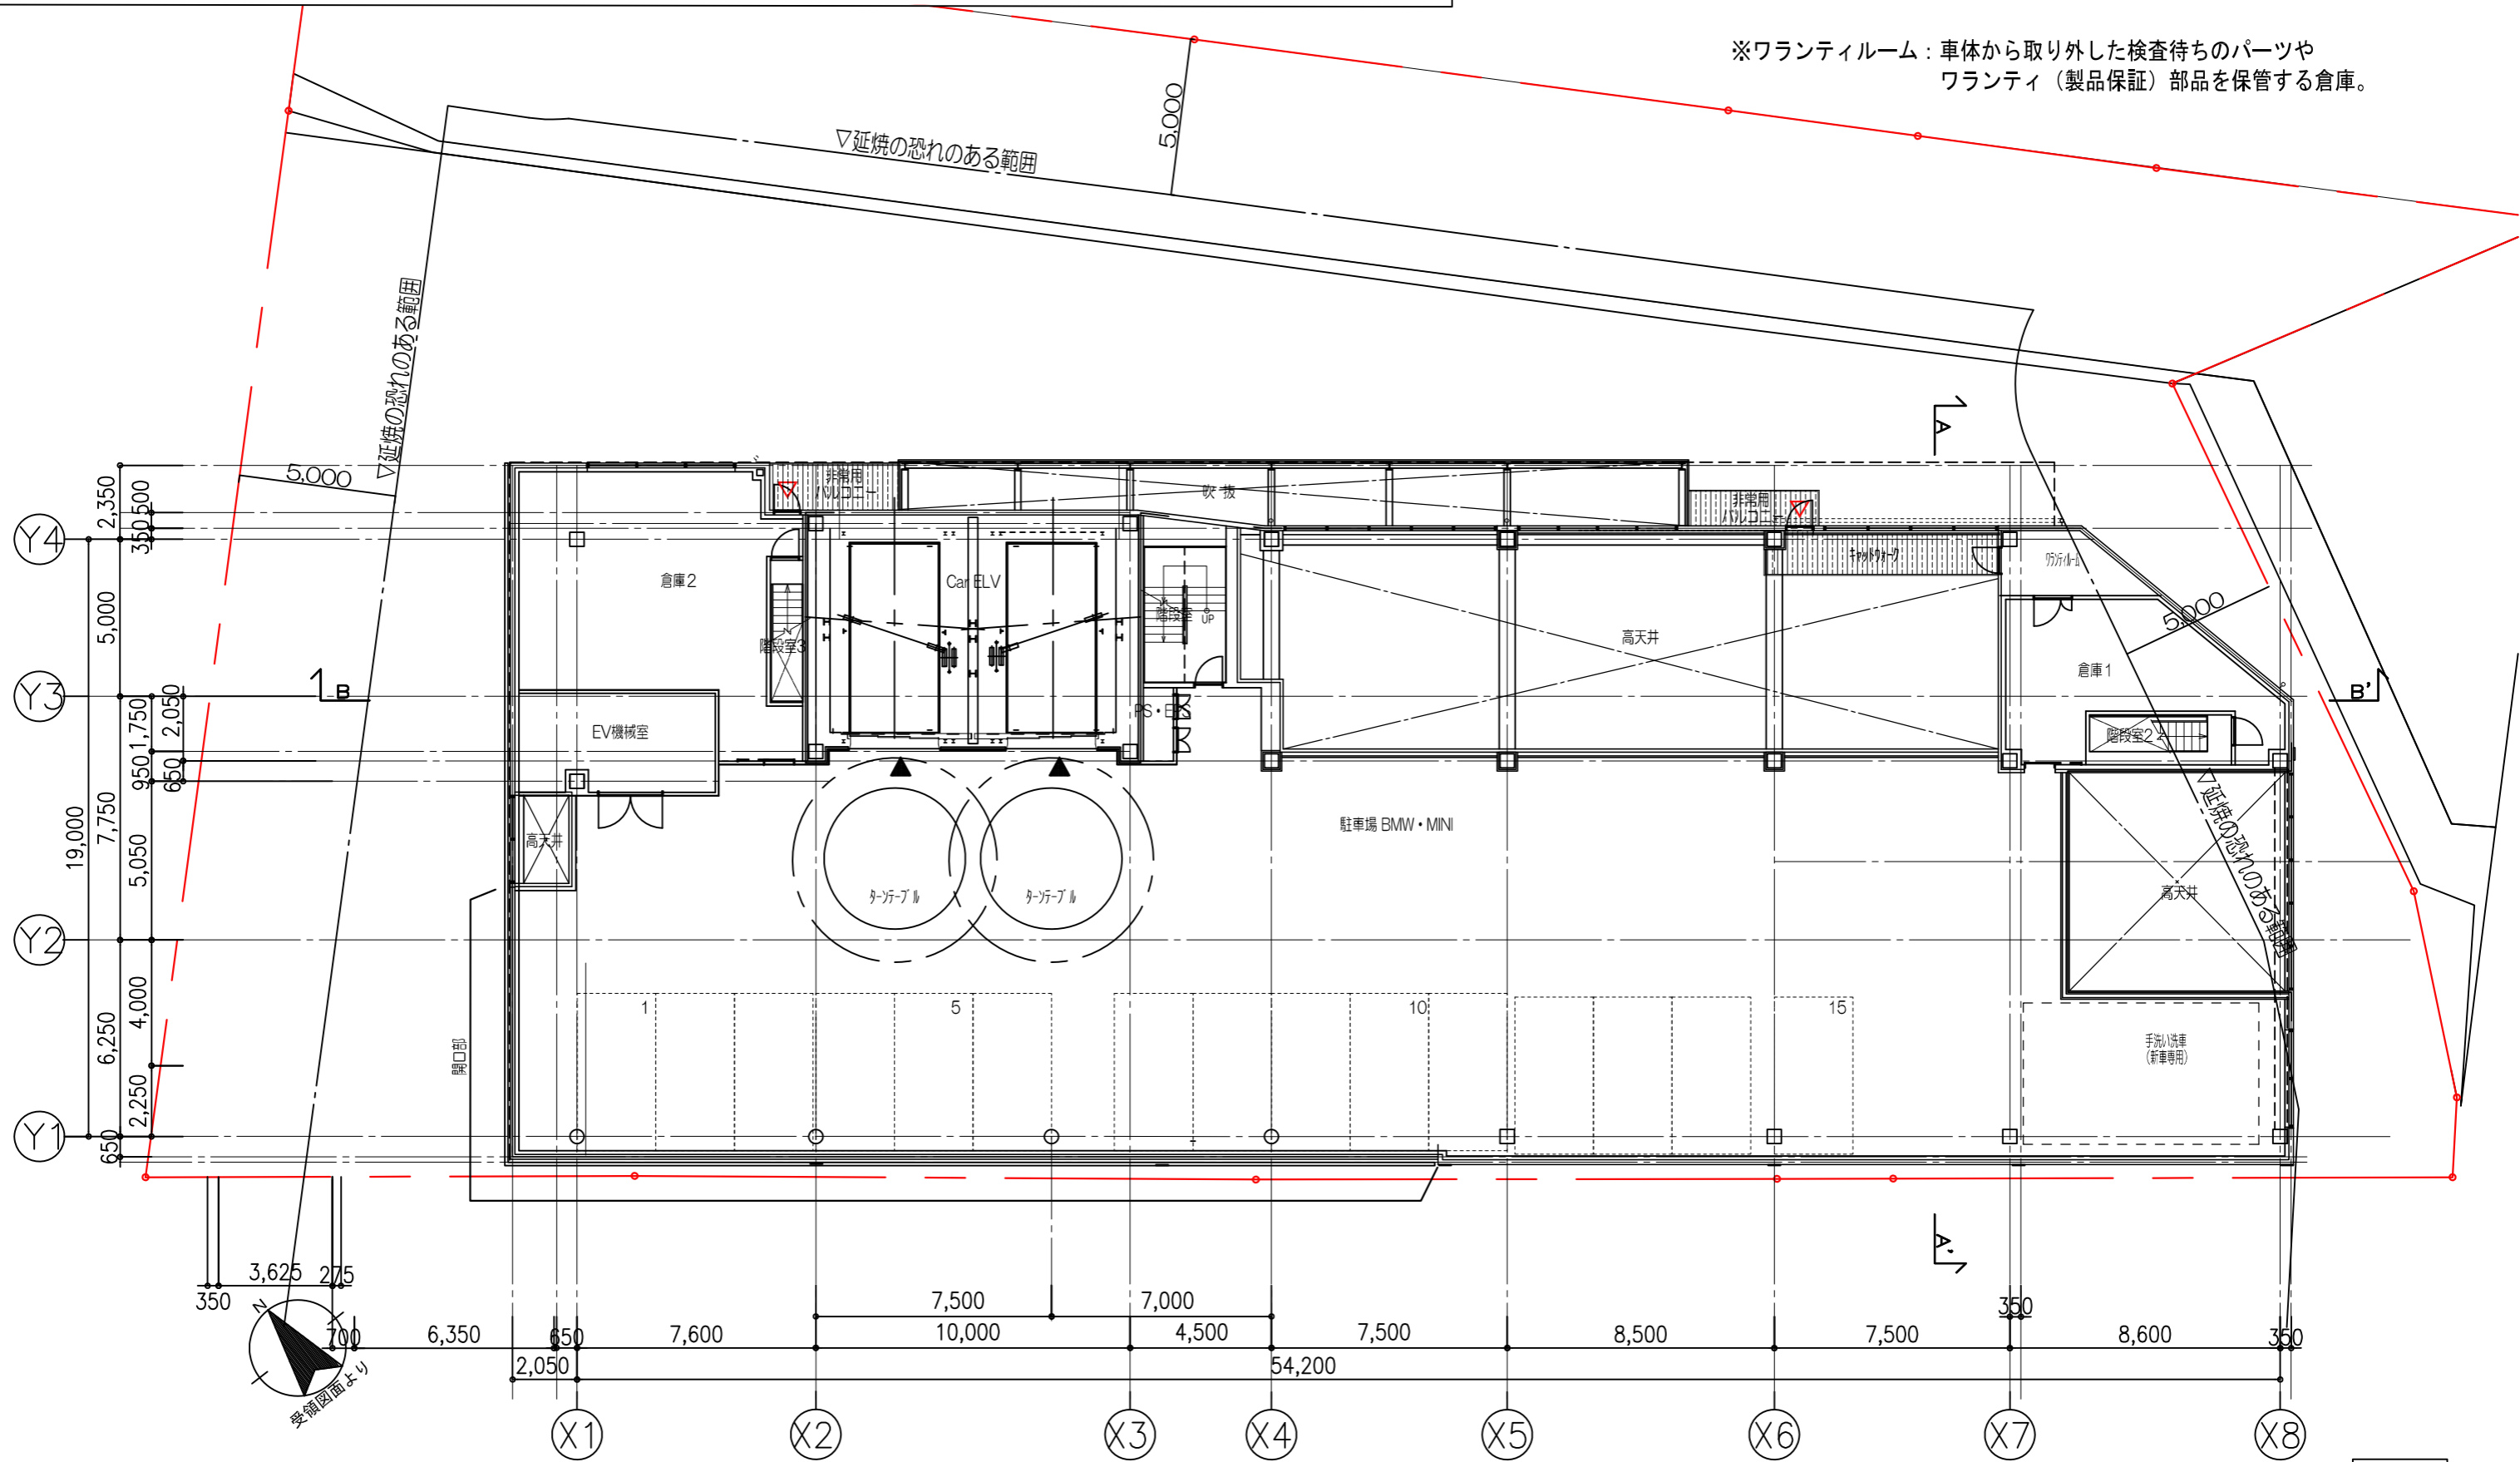 ※ワランティルーム：車体から取り外した検査待ちのパーツや
ワランティ（製品保証）部品を保管する倉庫。
5,000
▽延焼の恐れのある範囲
▽延焼の恐れのある範囲
5,000
A
非常用
バルコニー
吹 抜
非常用
バルコニー
キャットウォーク
ワランティルーム
倉庫2
Car ELV
階段室
UP
階段室3
高天井
5,000
倉庫1
B
B'
PS・EPS
EV機械室
階段室2
高天井
駐車場 BMW・MINI
▽延焼の恐れのある範囲
高天井
ターンテーブル
ターンテーブル
1
5
10
15
手洗い洗車
(新車専用)
開口部
A'
Y4
Y3
Y2
Y1
2,350
500
350
5,000
2,050
1,750
950
650
7,750
19,000
5,050
4,000
6,250
2,250
650
3,625
275
350
N
受領図面より
700
6,350
650
7,600
7,500
7,000
10,000
4,500
7,500
8,500
7,500
350
8,600
350
2,050
54,200
X1
X2
X3
X4
X5
X6
X7
X8